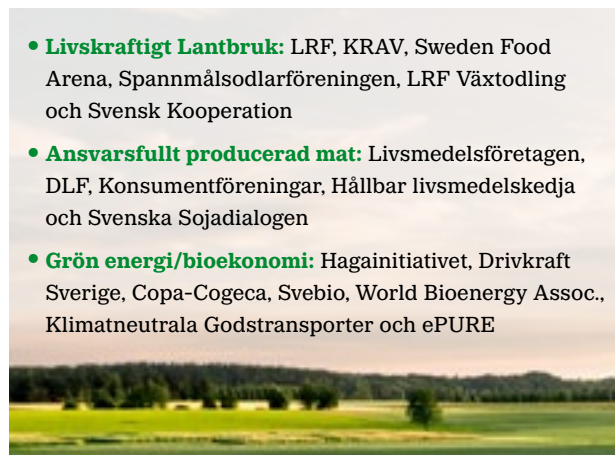 • Livskraftigt Lantbruk: LRF, KRAV, Sweden Food
Arena, Spannmålsodlarföreningen, LRF Växtodling
och Svensk Kooperation
• Ansvarsfullt producerad mat: Livsmedelsföretagen,
DLF, Konsumentföreningar, Hållbar livsmedelskedja
och Svenska Sojadialogen
• Grön energi/bioekonomi: Hagainitiativet, Drivkraft
Sverige, Copa-Cogeca, Svebio, World Bioenergy Assoc.,
Klimatneutrala Godstransporter och ePURE